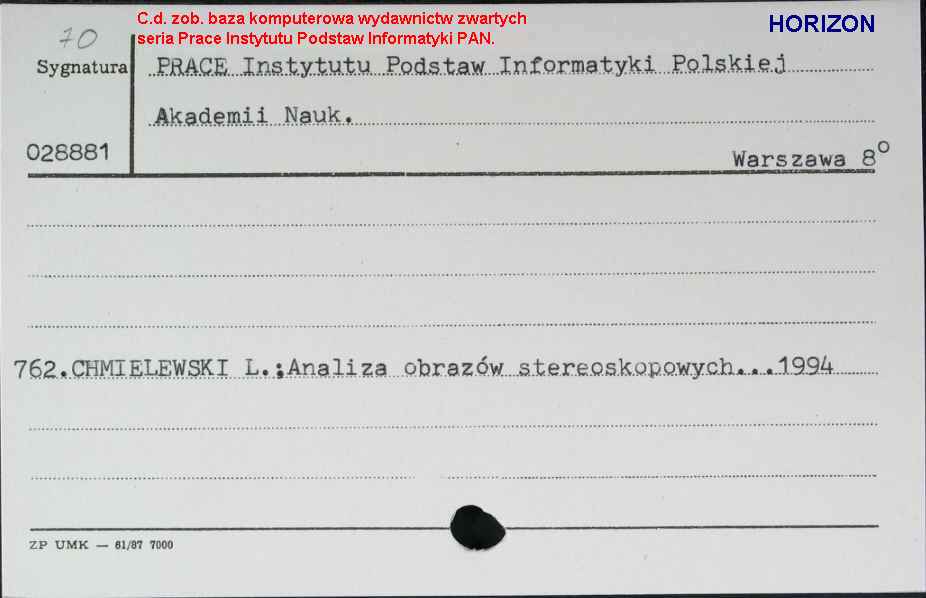 C.d. zob. baza komputerowa wydawnictw zwartych
seria Prace Instytutu Podstaw Informatyki PAN.
HORIZON
70
Sygnatura
PRACE Instytutu Podstaw Informatyki Polskiej
Akademii Nauk.
028881
Warszawa 8°
762.CHMIELEWSKI L.;Analiza obrazów stereoskopowych...1994
ZP UMK — 61/87 7000